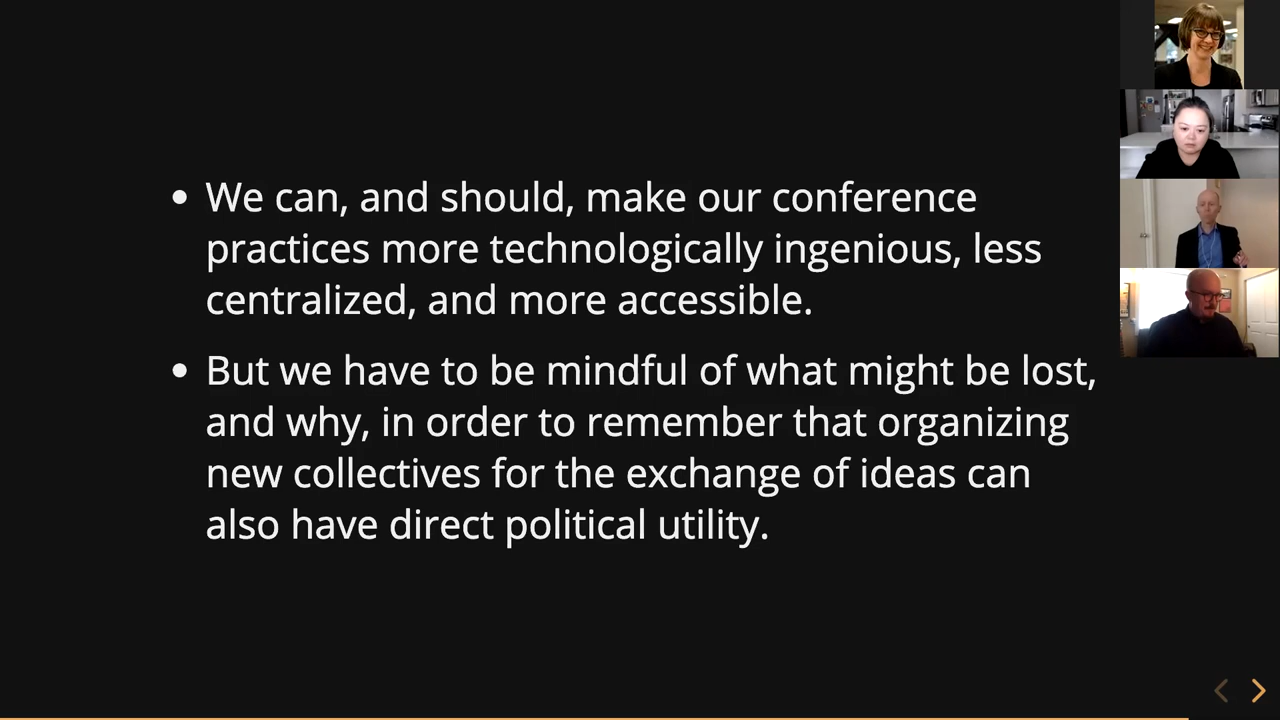 We can, and should, make our conference
practices more technologically ingenious, less
centralized, and more accessible.
But we have to be mindful of what might be lost,
and why, in order to remember that organizing
new collectives for the exchange of ideas can
also have direct political utility.